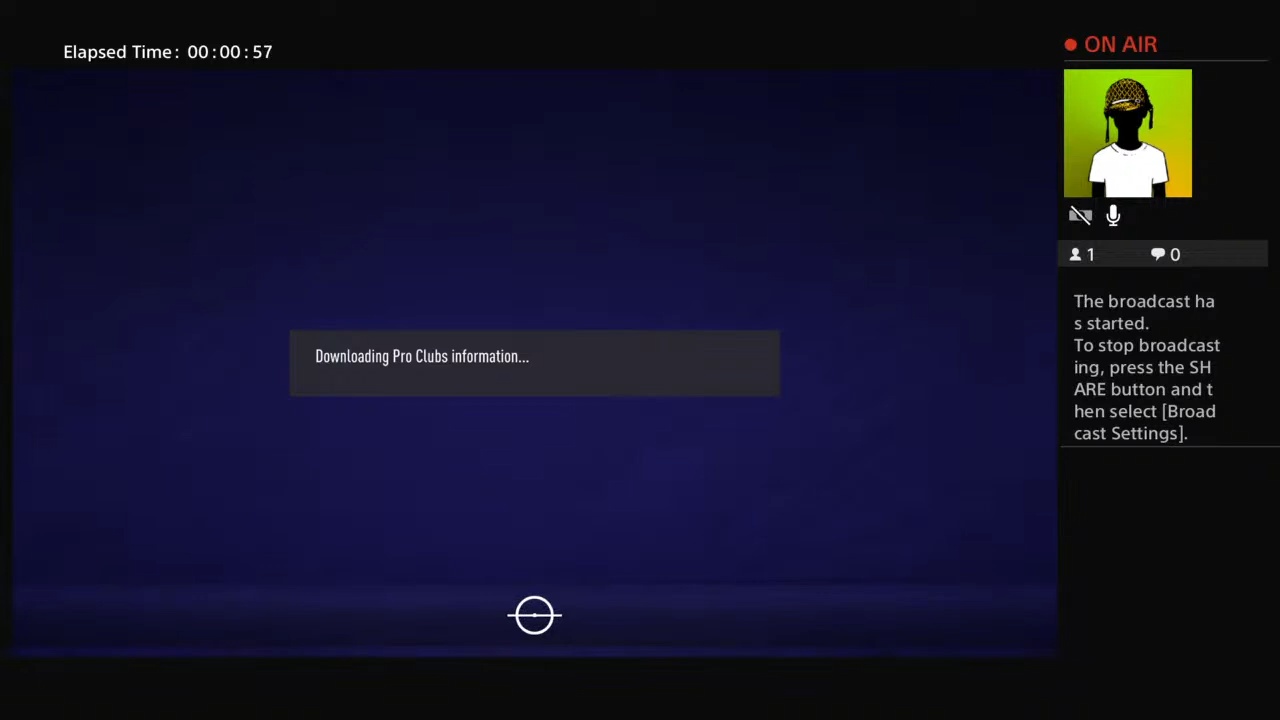 Elapsed Time: 00:00:57
ON AIR
1 0
Downloading Pro Clubs information...
The broadcast ha
s started.
To stop broadcast
ing, press the SH
ARE button and t
hen select [Broad
cast Settings].